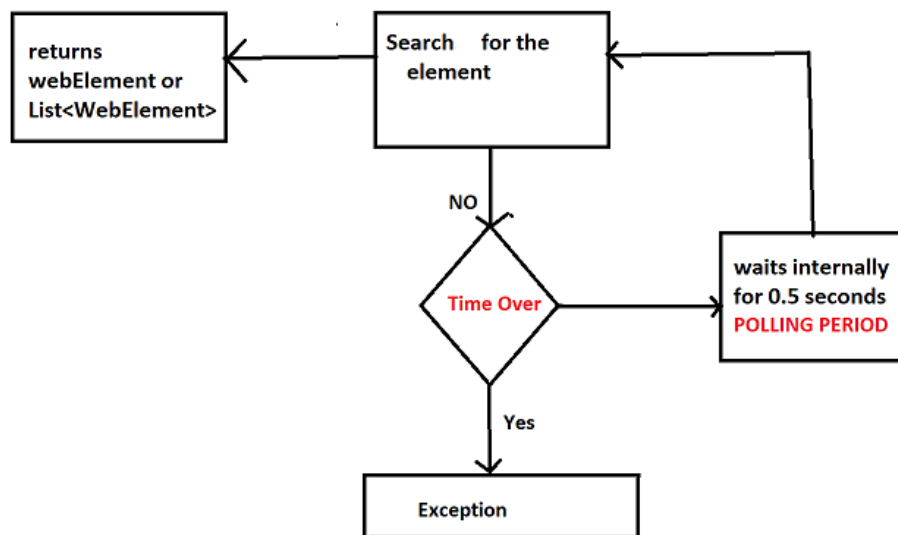 returns
webElement or
List<WebElement>
Search for the
element
NO
Time Over
waits internally
for 0.5 seconds
POLLING PERIOD
Yes
Exception